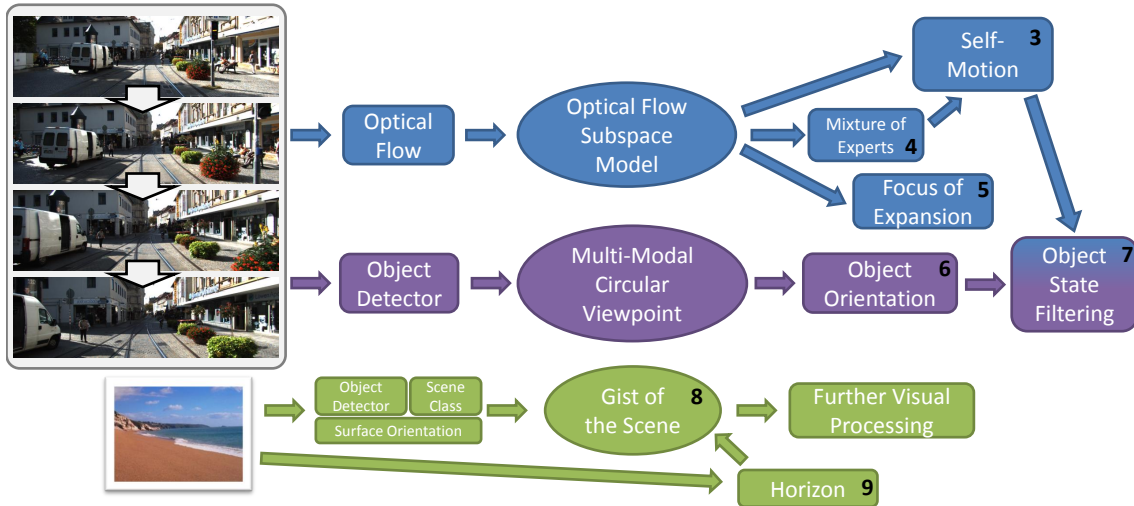 Self-
Motion
3
Optical
Flow
Optical Flow
Subspace
Model
Mixture of
Experts
4
Focus of
Expansion
5
Object
Detector
Multi-Modal
Circular
Viewpoint
Object
Orientation
6
Object
State
Filtering
7
Object
Detector
Scene
Class
Surface Orientation
Gist of
the Scene
8
Further Visual
Processing
Horizon
9